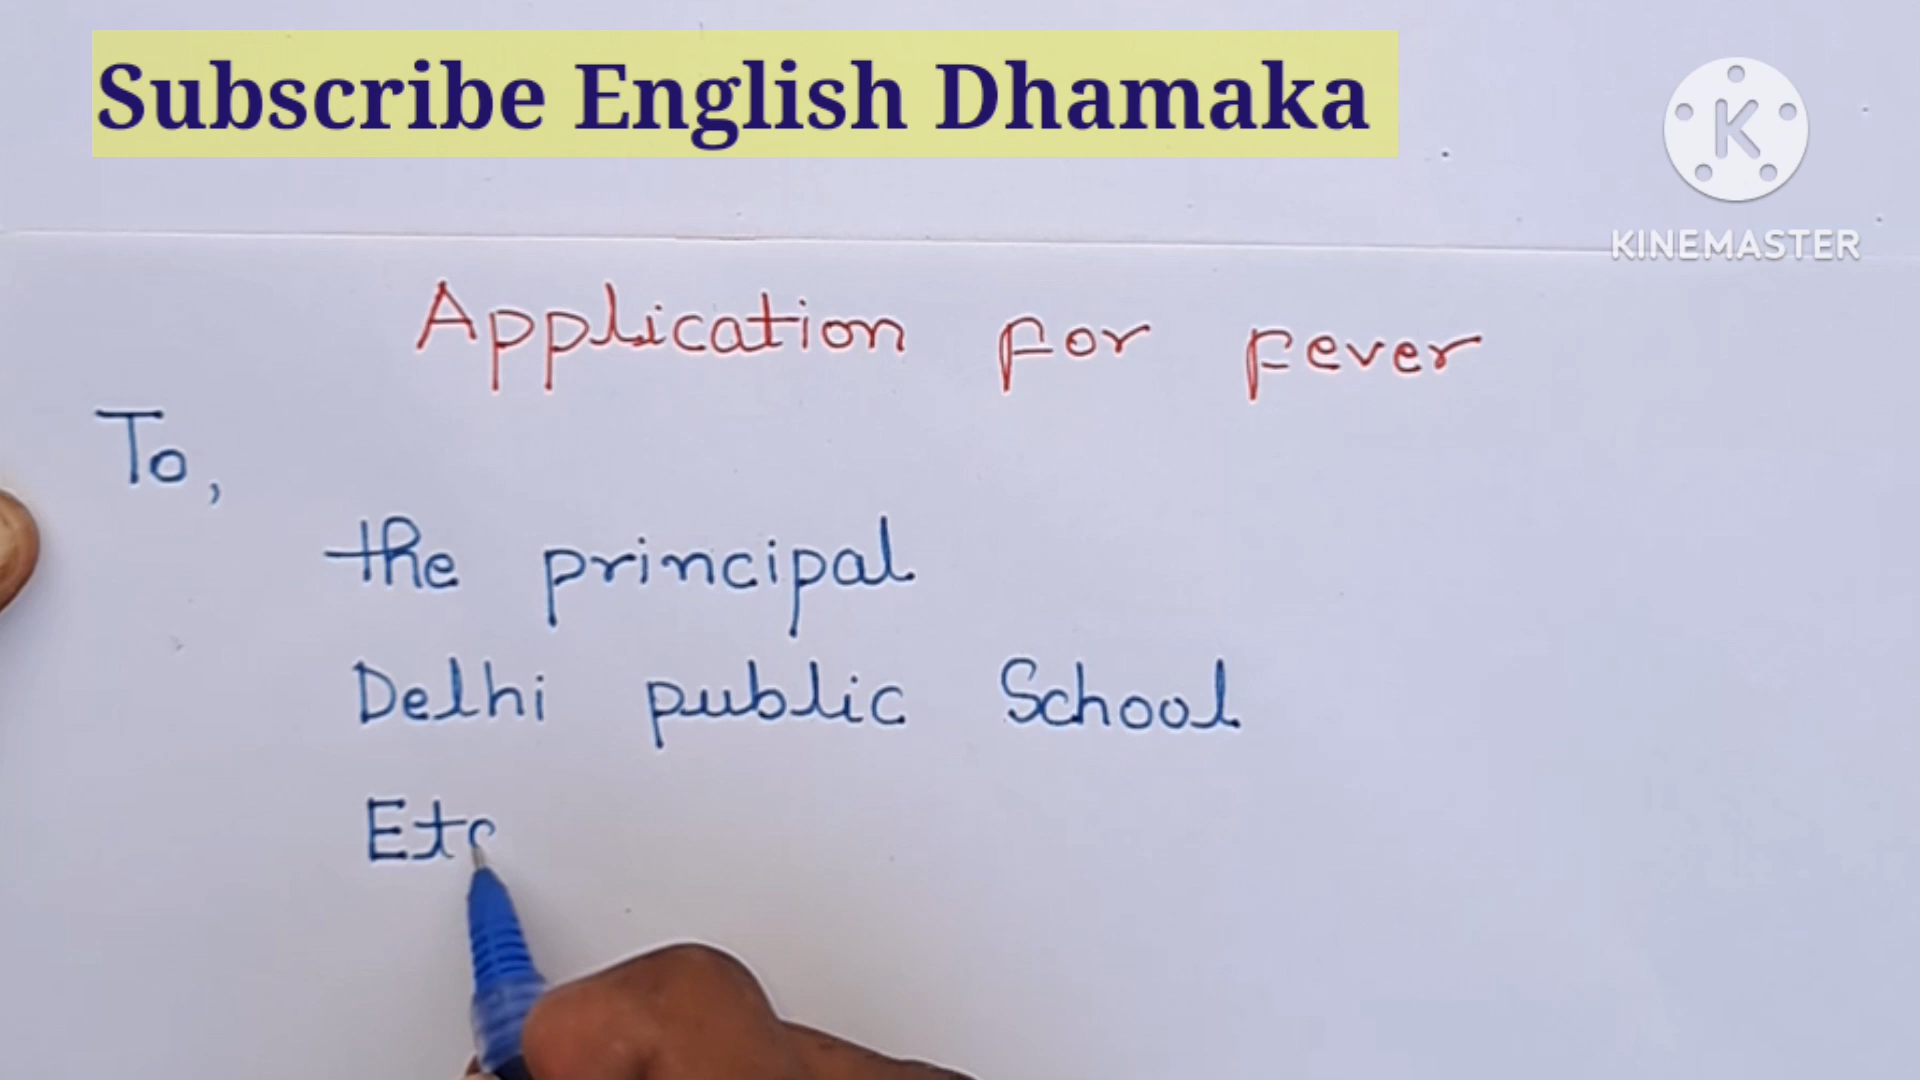 Subscribe English Dhamaka
K
KINEMASTER
Application for fever
To,
the principal
Delhi public School
Etc